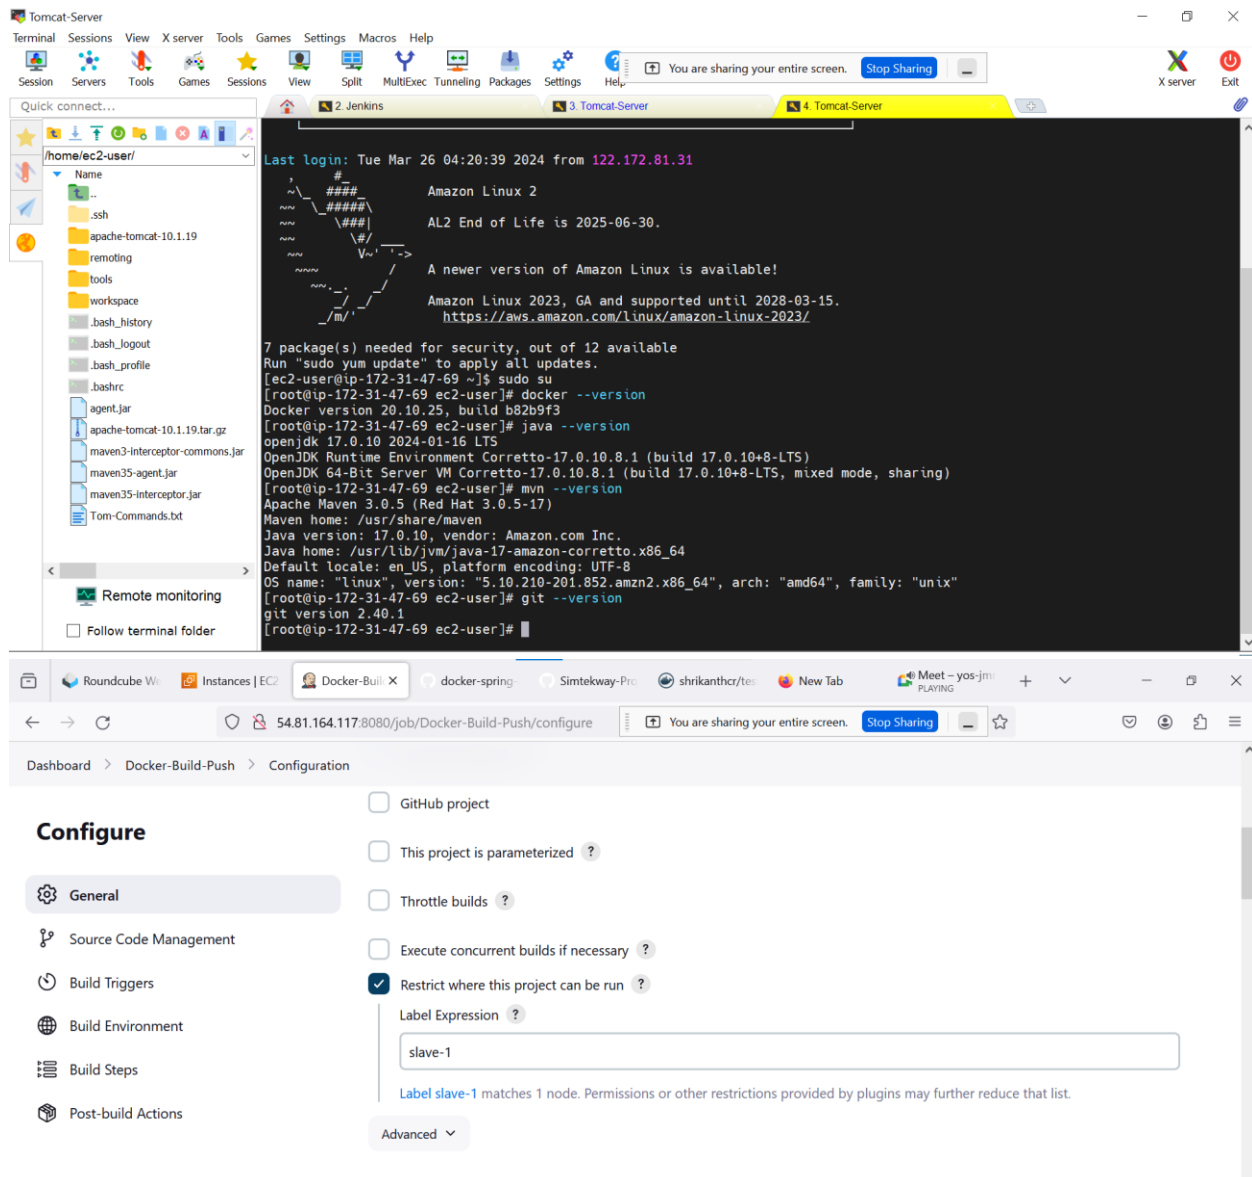 Tomcat-Server
Terminal Sessions View X server Tools Games Settings Macros Help
Session Servers Tools Games Sessions View Split MultiExec Tunneling Packages Settings Help
You are sharing your entire screen. Stop Sharing
X server Exit
Quick connect...
2. Jenkins
3. Tomcat-Server
4. Tomcat-Server
/home/ec2-user/
Name
..
.ssh
apache-tomcat-10.1.19
remoting
tools
workspace
.bash_history
.bash_logout
.bash_profile
.bashrc
agent.jar
apache-tomcat-10.1.19.tar.gz
maven3-interceptor-commons.jar
maven35-agent.jar
maven35-interceptor.jar
Tom-Commands.txt
Remote monitoring
Follow terminal folder
Last login: Tue Mar 26 04:20:39 2024 from 122.172.81.31
   ,     #_
   ~\_  ####_        Amazon Linux 2
  ~~  \_#####\
  ~~     \###|       AL2 End of Life is 2025-06-30.
  ~~       \#/ ___
   ~~       V~' '->
    ~~~         /    A newer version of Amazon Linux is available!
      ~~._.   _/
         _/ _/       Amazon Linux 2023, GA and supported until 2028-03-15.
       _/m/'           https://aws.amazon.com/linux/amazon-linux-2023/
7 package(s) needed for security, out of 12 available
Run "sudo yum update" to apply all updates.
[ec2-user@ip-172-31-47-69 ~]$ sudo su
[root@ip-172-31-47-69 ec2-user]# docker --version
Docker version 20.10.25, build b82b9f3
[root@ip-172-31-47-69 ec2-user]# java --version
openjdk 17.0.10 2024-01-16 LTS
OpenJDK Runtime Environment Corretto-17.0.10.8.1 (build 17.0.10+8-LTS)
OpenJDK 64-Bit Server VM Corretto-17.0.10.8.1 (build 17.0.10+8-LTS, mixed mode, sharing)
[root@ip-172-31-47-69 ec2-user]# mvn --version
Apache Maven 3.0.5 (Red Hat 3.0.5-17)
Maven home: /usr/share/maven
Java version: 17.0.10, vendor: Amazon.com Inc.
Java home: /usr/lib/jvm/java-17-amazon-corretto.x86_64
Default locale: en_US, platform encoding: UTF-8
OS name: "linux", version: "5.10.210-201.852.amzn2.x86_64", arch: "amd64", family: "unix"
[root@ip-172-31-47-69 ec2-user]# git --version
git version 2.40.1
[root@ip-172-31-47-69 ec2-user]#
Roundcube We
Instances | EC2
Docker-Buil
docker-spring-
Simtekway-Pro
shrikanthcr/tes
New Tab
Meet – yos-jm
PLAYING
54.81.164.117:8080/job/Docker-Build-Push/configure
You are sharing your entire screen. Stop Sharing
Dashboard > Docker-Build-Push > Configuration
Configure
General
Source Code Management
Build Triggers
Build Environment
Build Steps
Post-build Actions
GitHub project
This project is parameterized ?
Throttle builds ?
Execute concurrent builds if necessary ?
Restrict where this project can be run ?
Label Expression ?
slave-1
Label slave-1 matches 1 node. Permissions or other restrictions provided by plugins may further reduce that list.
Advanced